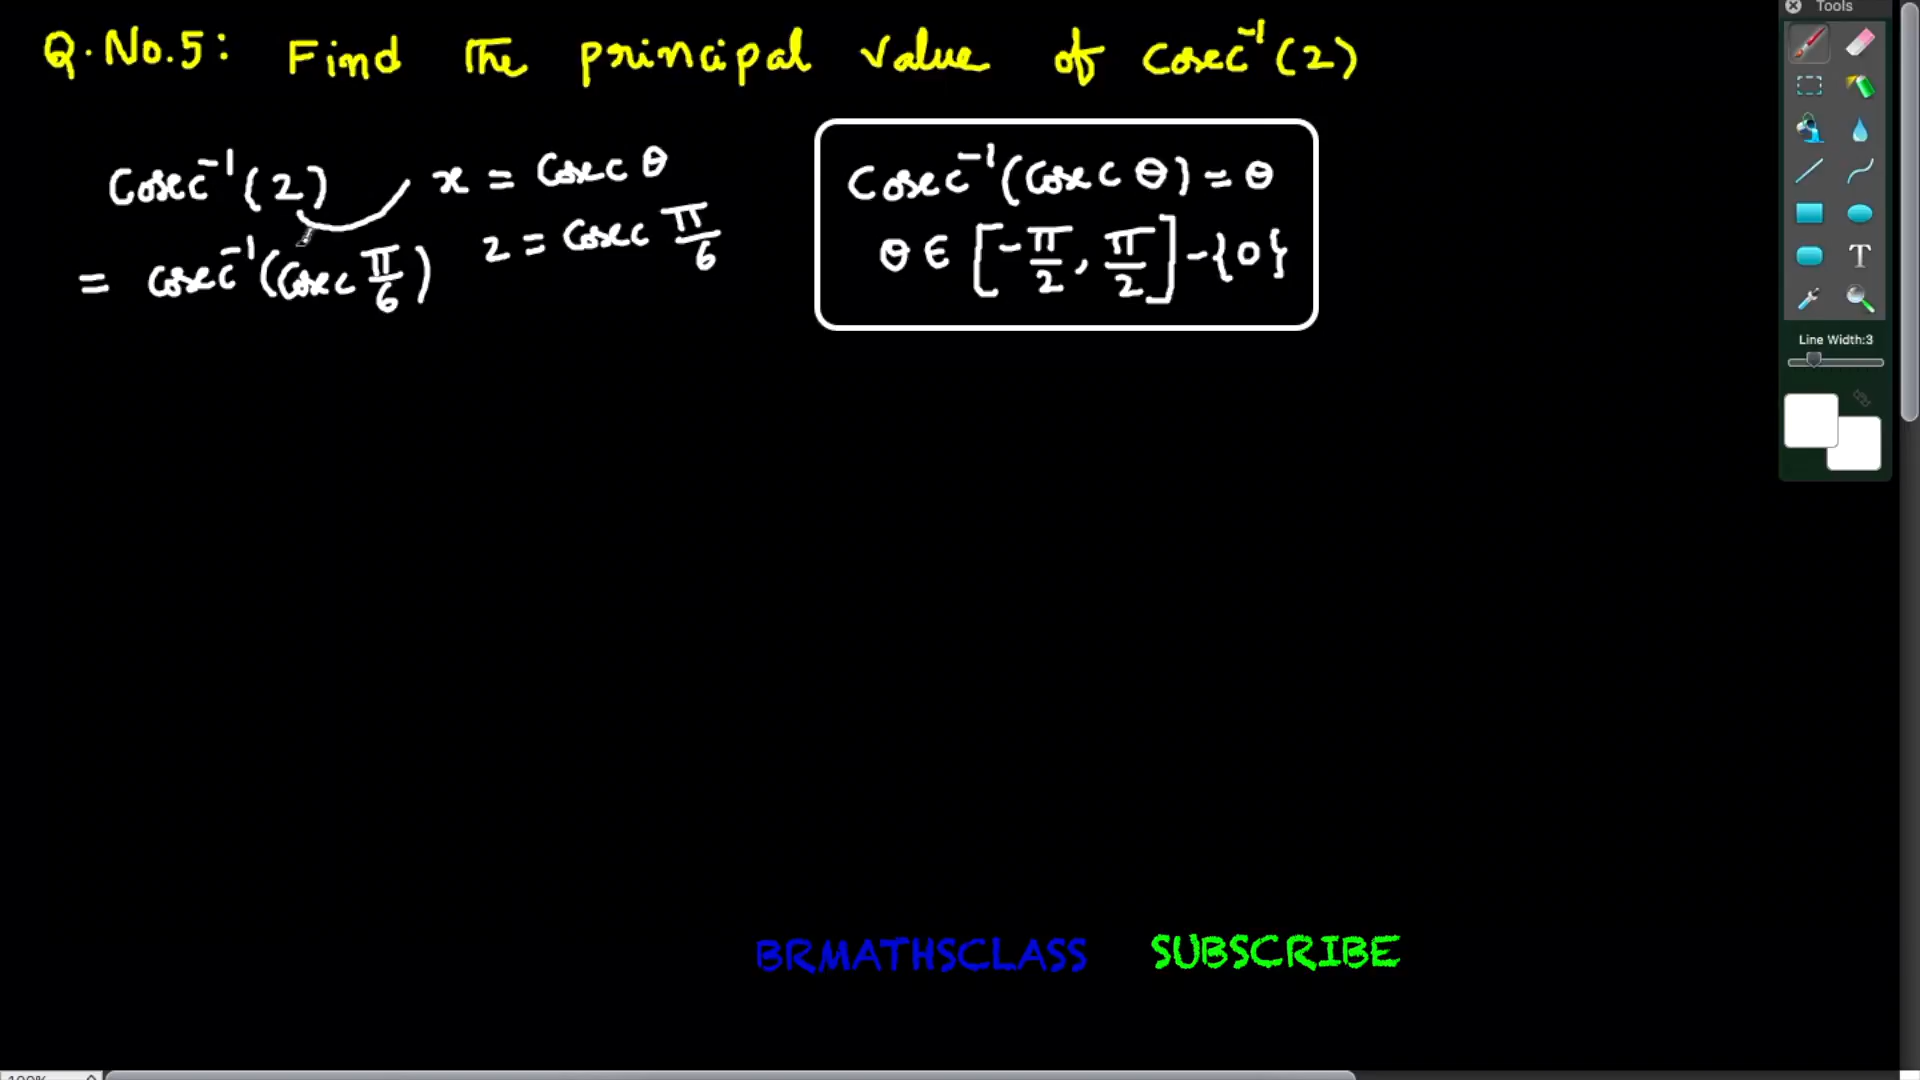 Q.No.5: Find the principal value of Cosec⁻¹(2)
Cosec⁻¹(2) x = Cosec θ
2 = Cosec π/6
= Cosec⁻¹(Cosec π/6)
Cosec⁻¹(Cosec θ) = θ
θ ∈ [-π/2, π/2] - {0}
BRMATHSCLASS SUBSCRIBE
Tools
T
Line Width:3